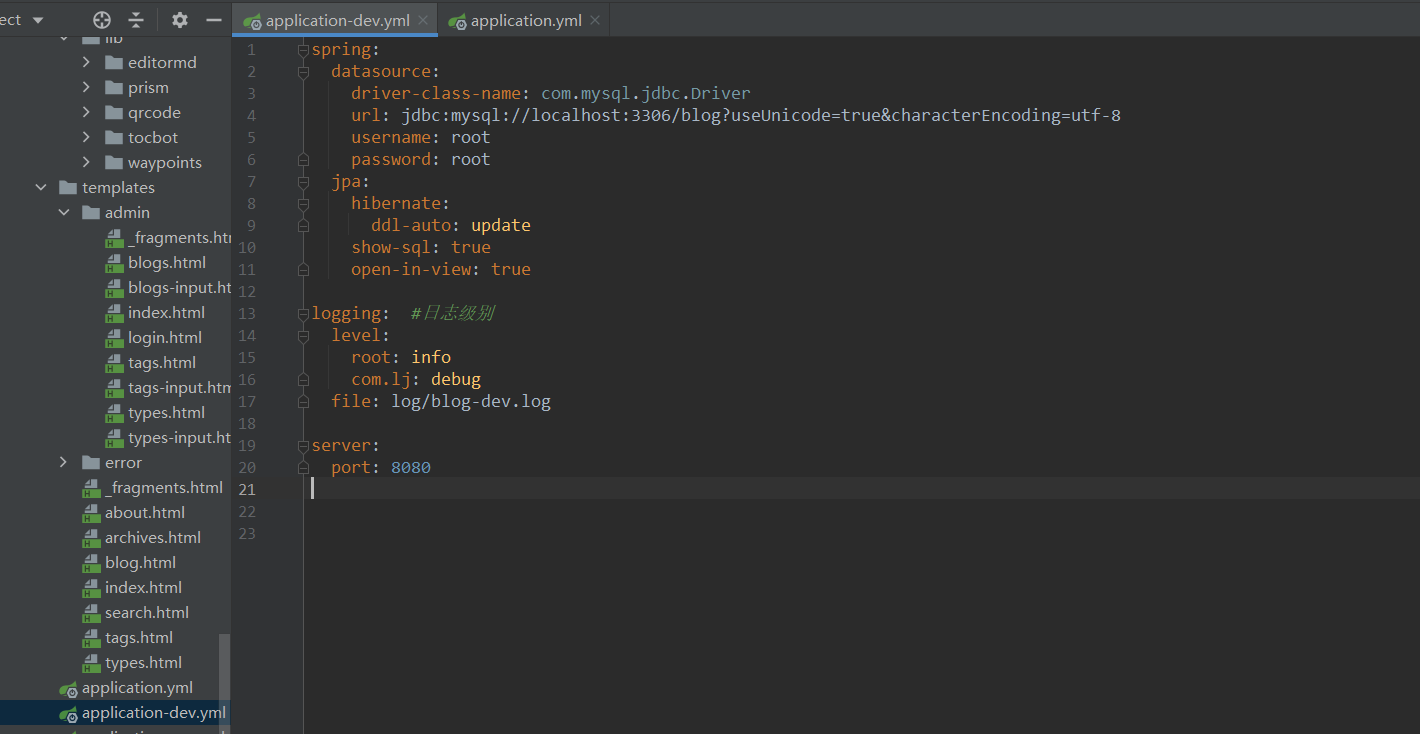 ect
application-dev.yml
application.yml
lib
editormd
prism
qrcode
tocbot
waypoints
templates
admin
_fragments.htm
blogs.html
blogs-input.ht
index.html
login.html
tags.html
tags-input.htm
types.html
types-input.ht
error
_fragments.html
about.html
archives.html
blog.html
index.html
search.html
tags.html
types.html
application.yml
application-dev.yml
1 spring:
2 datasource:
3 driver-class-name: com.mysql.jdbc.Driver
4 url: jdbc:mysql://localhost:3306/blog?useUnicode=true&characterEncoding=utf-8
5 username: root
6 password: root
7 jpa:
8 hibernate:
9 ddl-auto: update
10 show-sql: true
11 open-in-view: true
12
13 logging: #日志级别
14 level:
15 root: info
16 com.lj: debug
17 file: log/blog-dev.log
18
19 server:
20 port: 8080
21
22
23